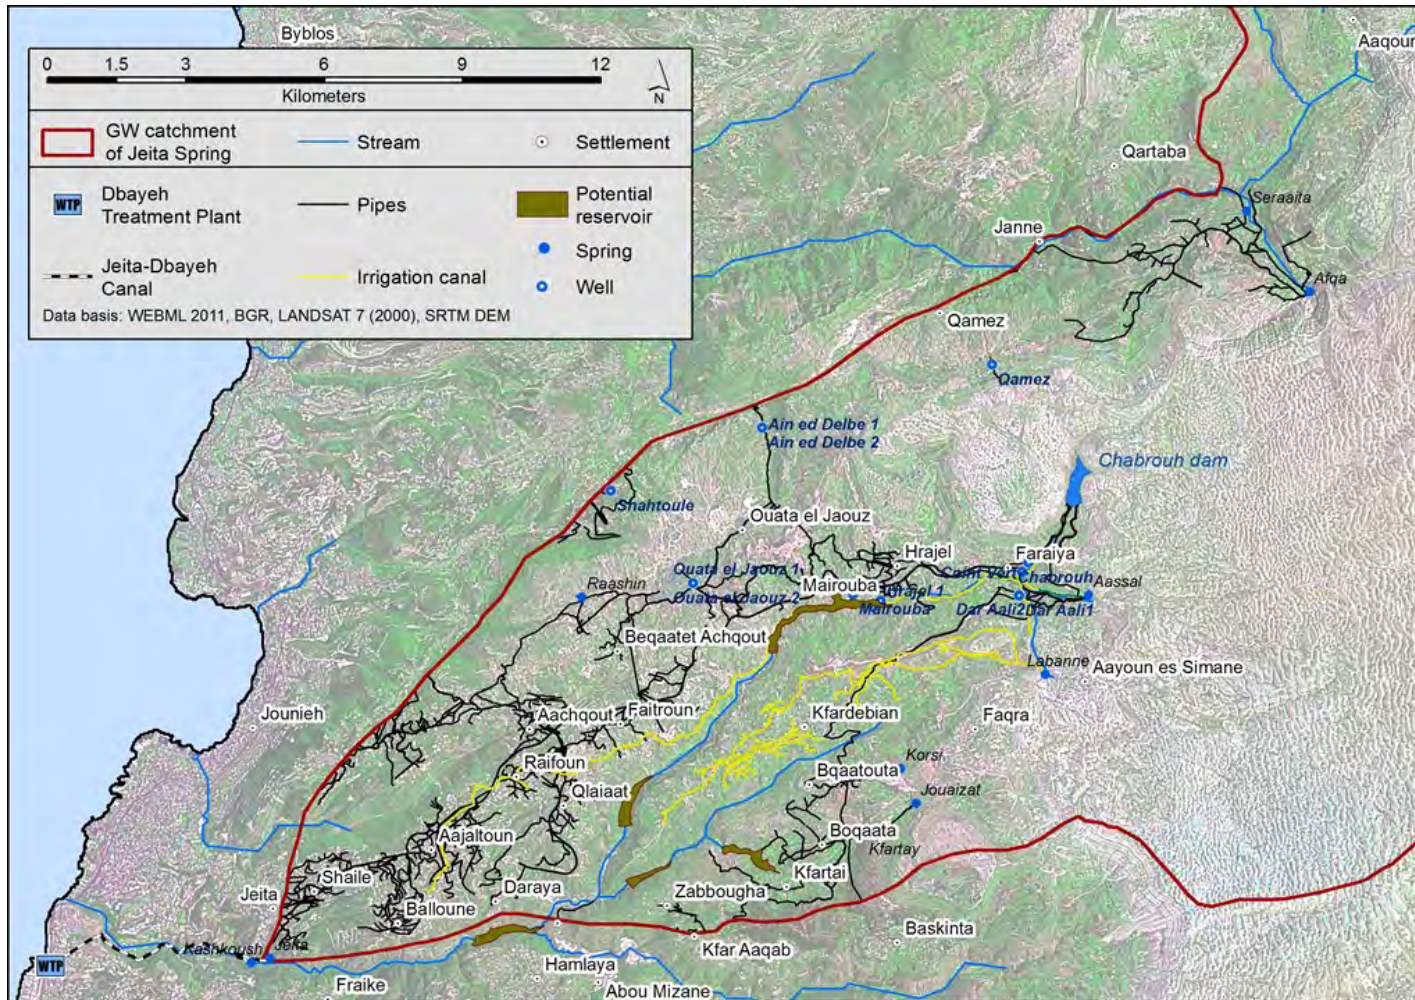 Byblos
Aaqour
0 1.5 3 6 9 12
Kilometers
N
GW catchment
of Jeita Spring
Stream
Settlement
WTP
Dbayeh
Treatment Plant
Pipes
Potential
reservoir
Spring
Jeita-Dbayeh
Canal
Irrigation canal
Well
Data basis: WEBML 2011, BGR, LANDSAT 7 (2000), SRTM DEM
Qartaba
Seraaita
Janne
Afqa
Qamez
Qamez
Ain ed Delbe 1
Ain ed Delbe 2
Chabrouh dam
Shahtoule
Ouata el Jaouz
Hrajel
Faraiya
Ouata el Jaouz 1
Chabrouh
Raashin
Mairouba
Hrajel 1
Aassal
Ouata el Jaouz 2
Mairouba
Dar Aali2
Dar Aali1
Beqaatet Achqout
Labanne
Aayoun es Simane
Jounieh
Aachqout
Faitroun
Kfardebian
Faqra
Raifoun
Korsi
Bqaatouta
Qlaiaat
Jouaizat
Aajaltoun
Boqaata
Kfartay
Shaile
Kfartai
Daraya
Zabbougha
Jeita
Balloune
Baskinta
Kashkoush
Jeita
Kfar Aaqab
WTP
Hamlaya
Fraike
Abou Mizane